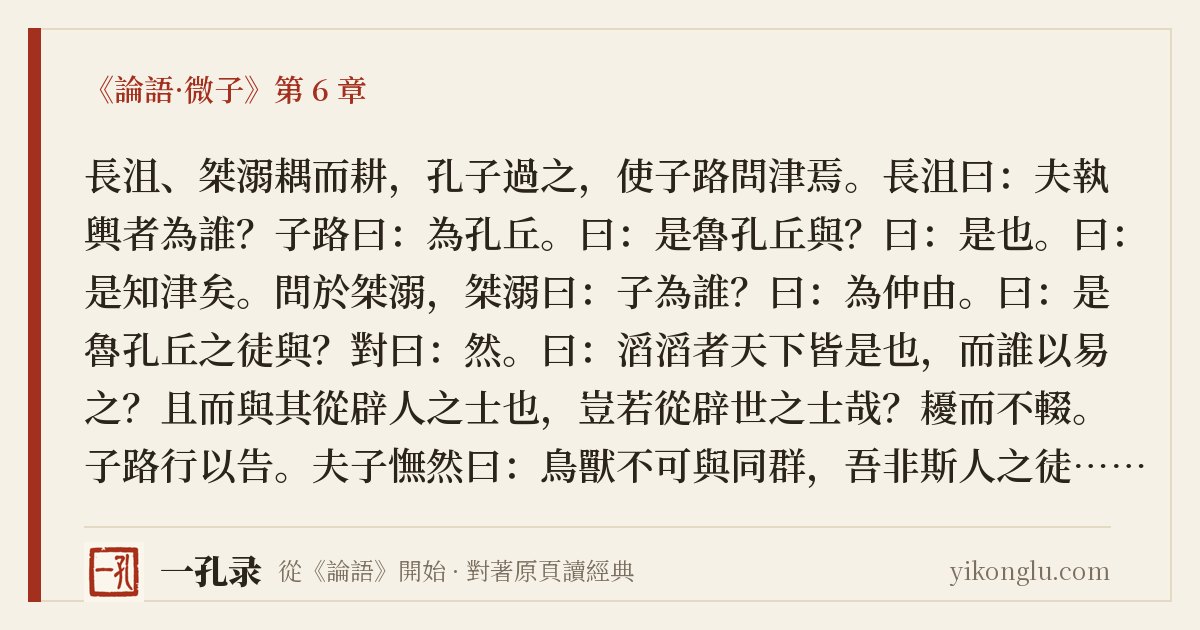 《論語·微子》第 6 章
長沮、桀溺耦而耕，孔子過之，使子路問津焉。長沮曰：夫執
輿者為誰？子路曰：為孔丘。曰：是魯孔丘與？曰：是也。曰：
是知津矣。問於桀溺，桀溺曰：子為誰？曰：為仲由。曰：是
魯孔丘之徒與？對曰：然。曰：滔滔者天下皆是也，而誰以易
之？且而與其從辟人之士也，豈若從辟世之士哉？耰而不輟。
子路行以告。夫子憮然曰：鳥獸不可與同群，吾非斯人之徒……
一孔
一孔录 從《論語》開始 · 對著原頁讀經典 yikonglu.com